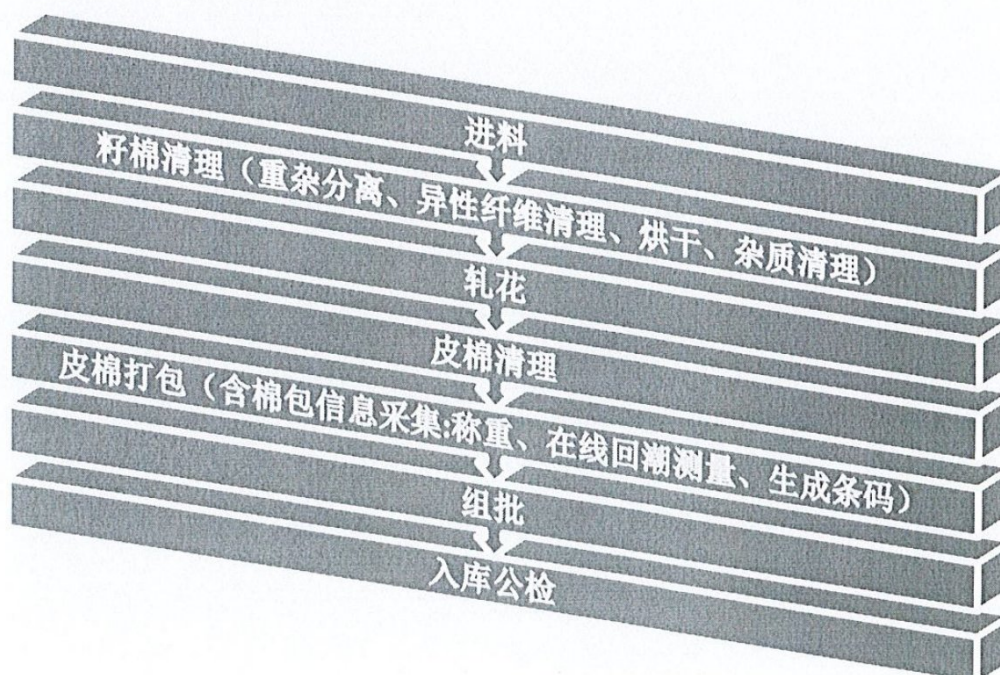 进料
籽棉清理（重杂分离、异性纤维清理、烘干、杂质清理）
轧花
皮棉清理
皮棉打包（含棉包信息采集:称重、在线回潮测量、生成条码）
组批
入库公检